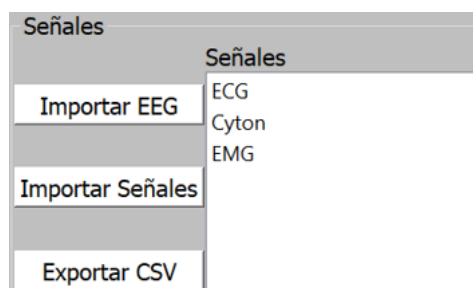 Señales
Señales
Importar EEG
ECG
Cyton
EMG
Importar Señales
Exportar CSV